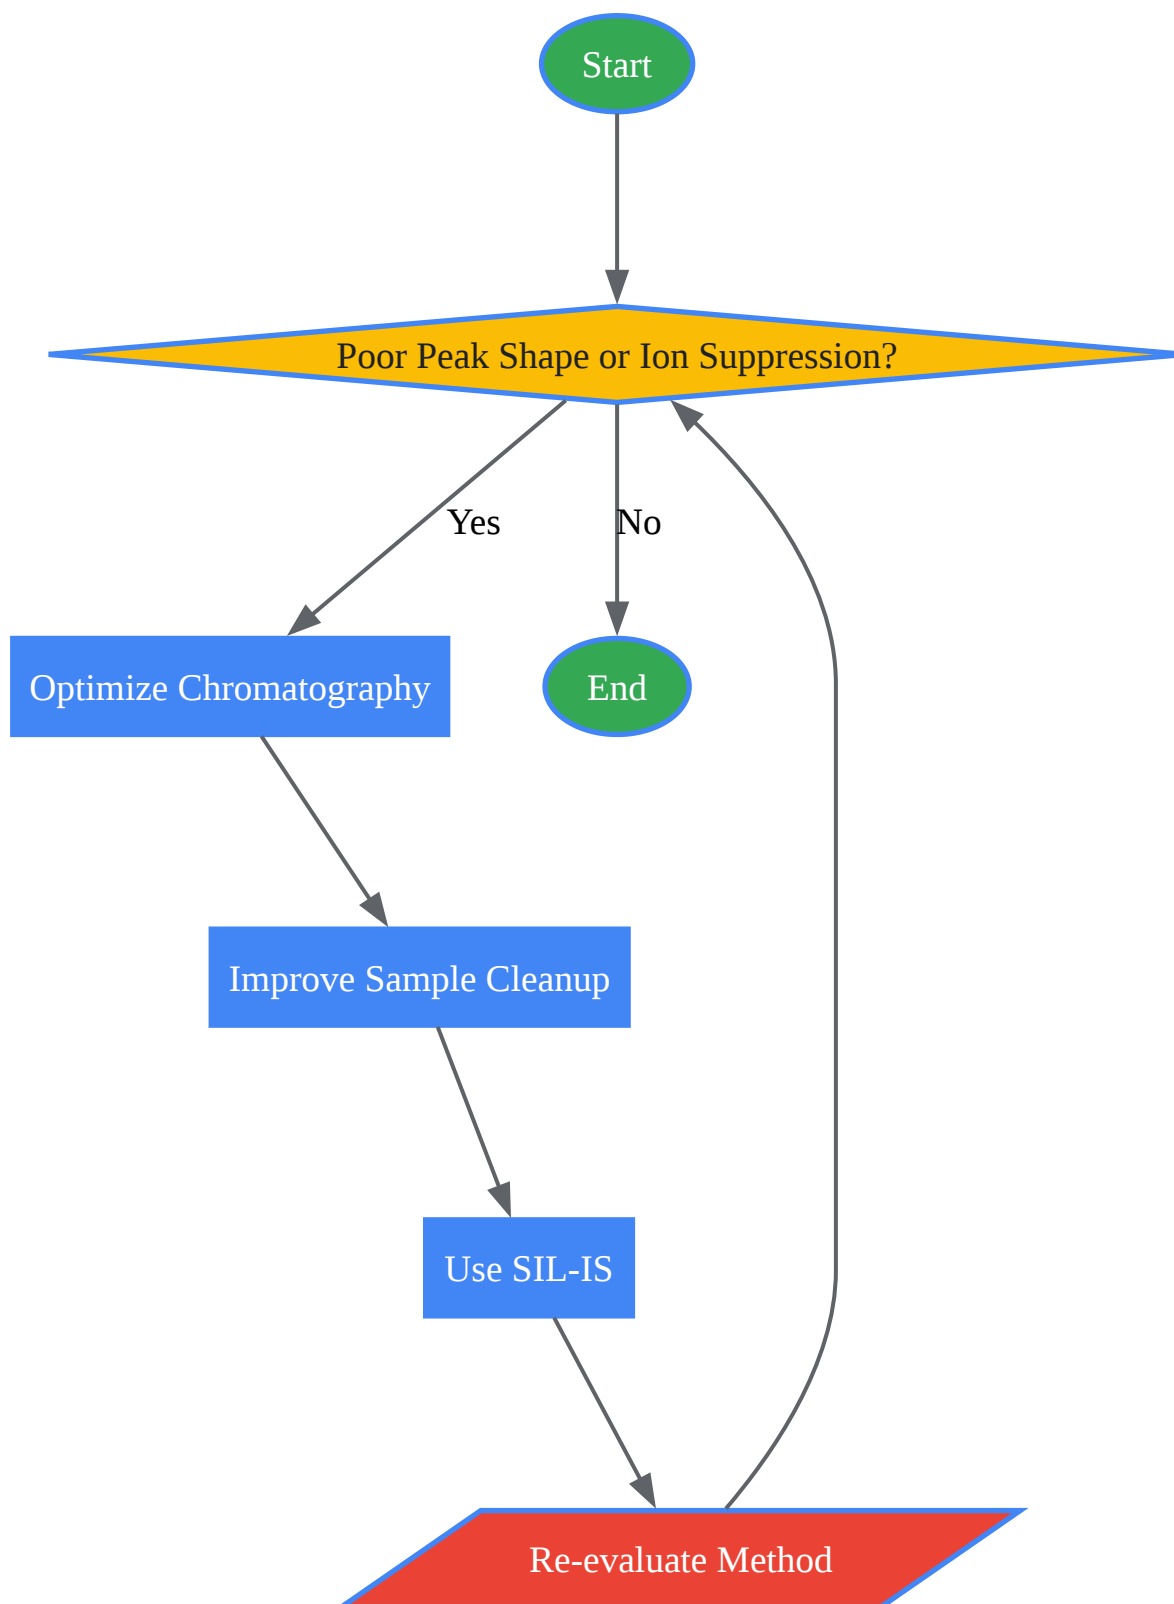 Start
Poor Peak Shape or Ion Suppression?
Yes
No
Optimize Chromatography
End
Improve Sample Cleanup
Use SIL-IS
Re-evaluate Method